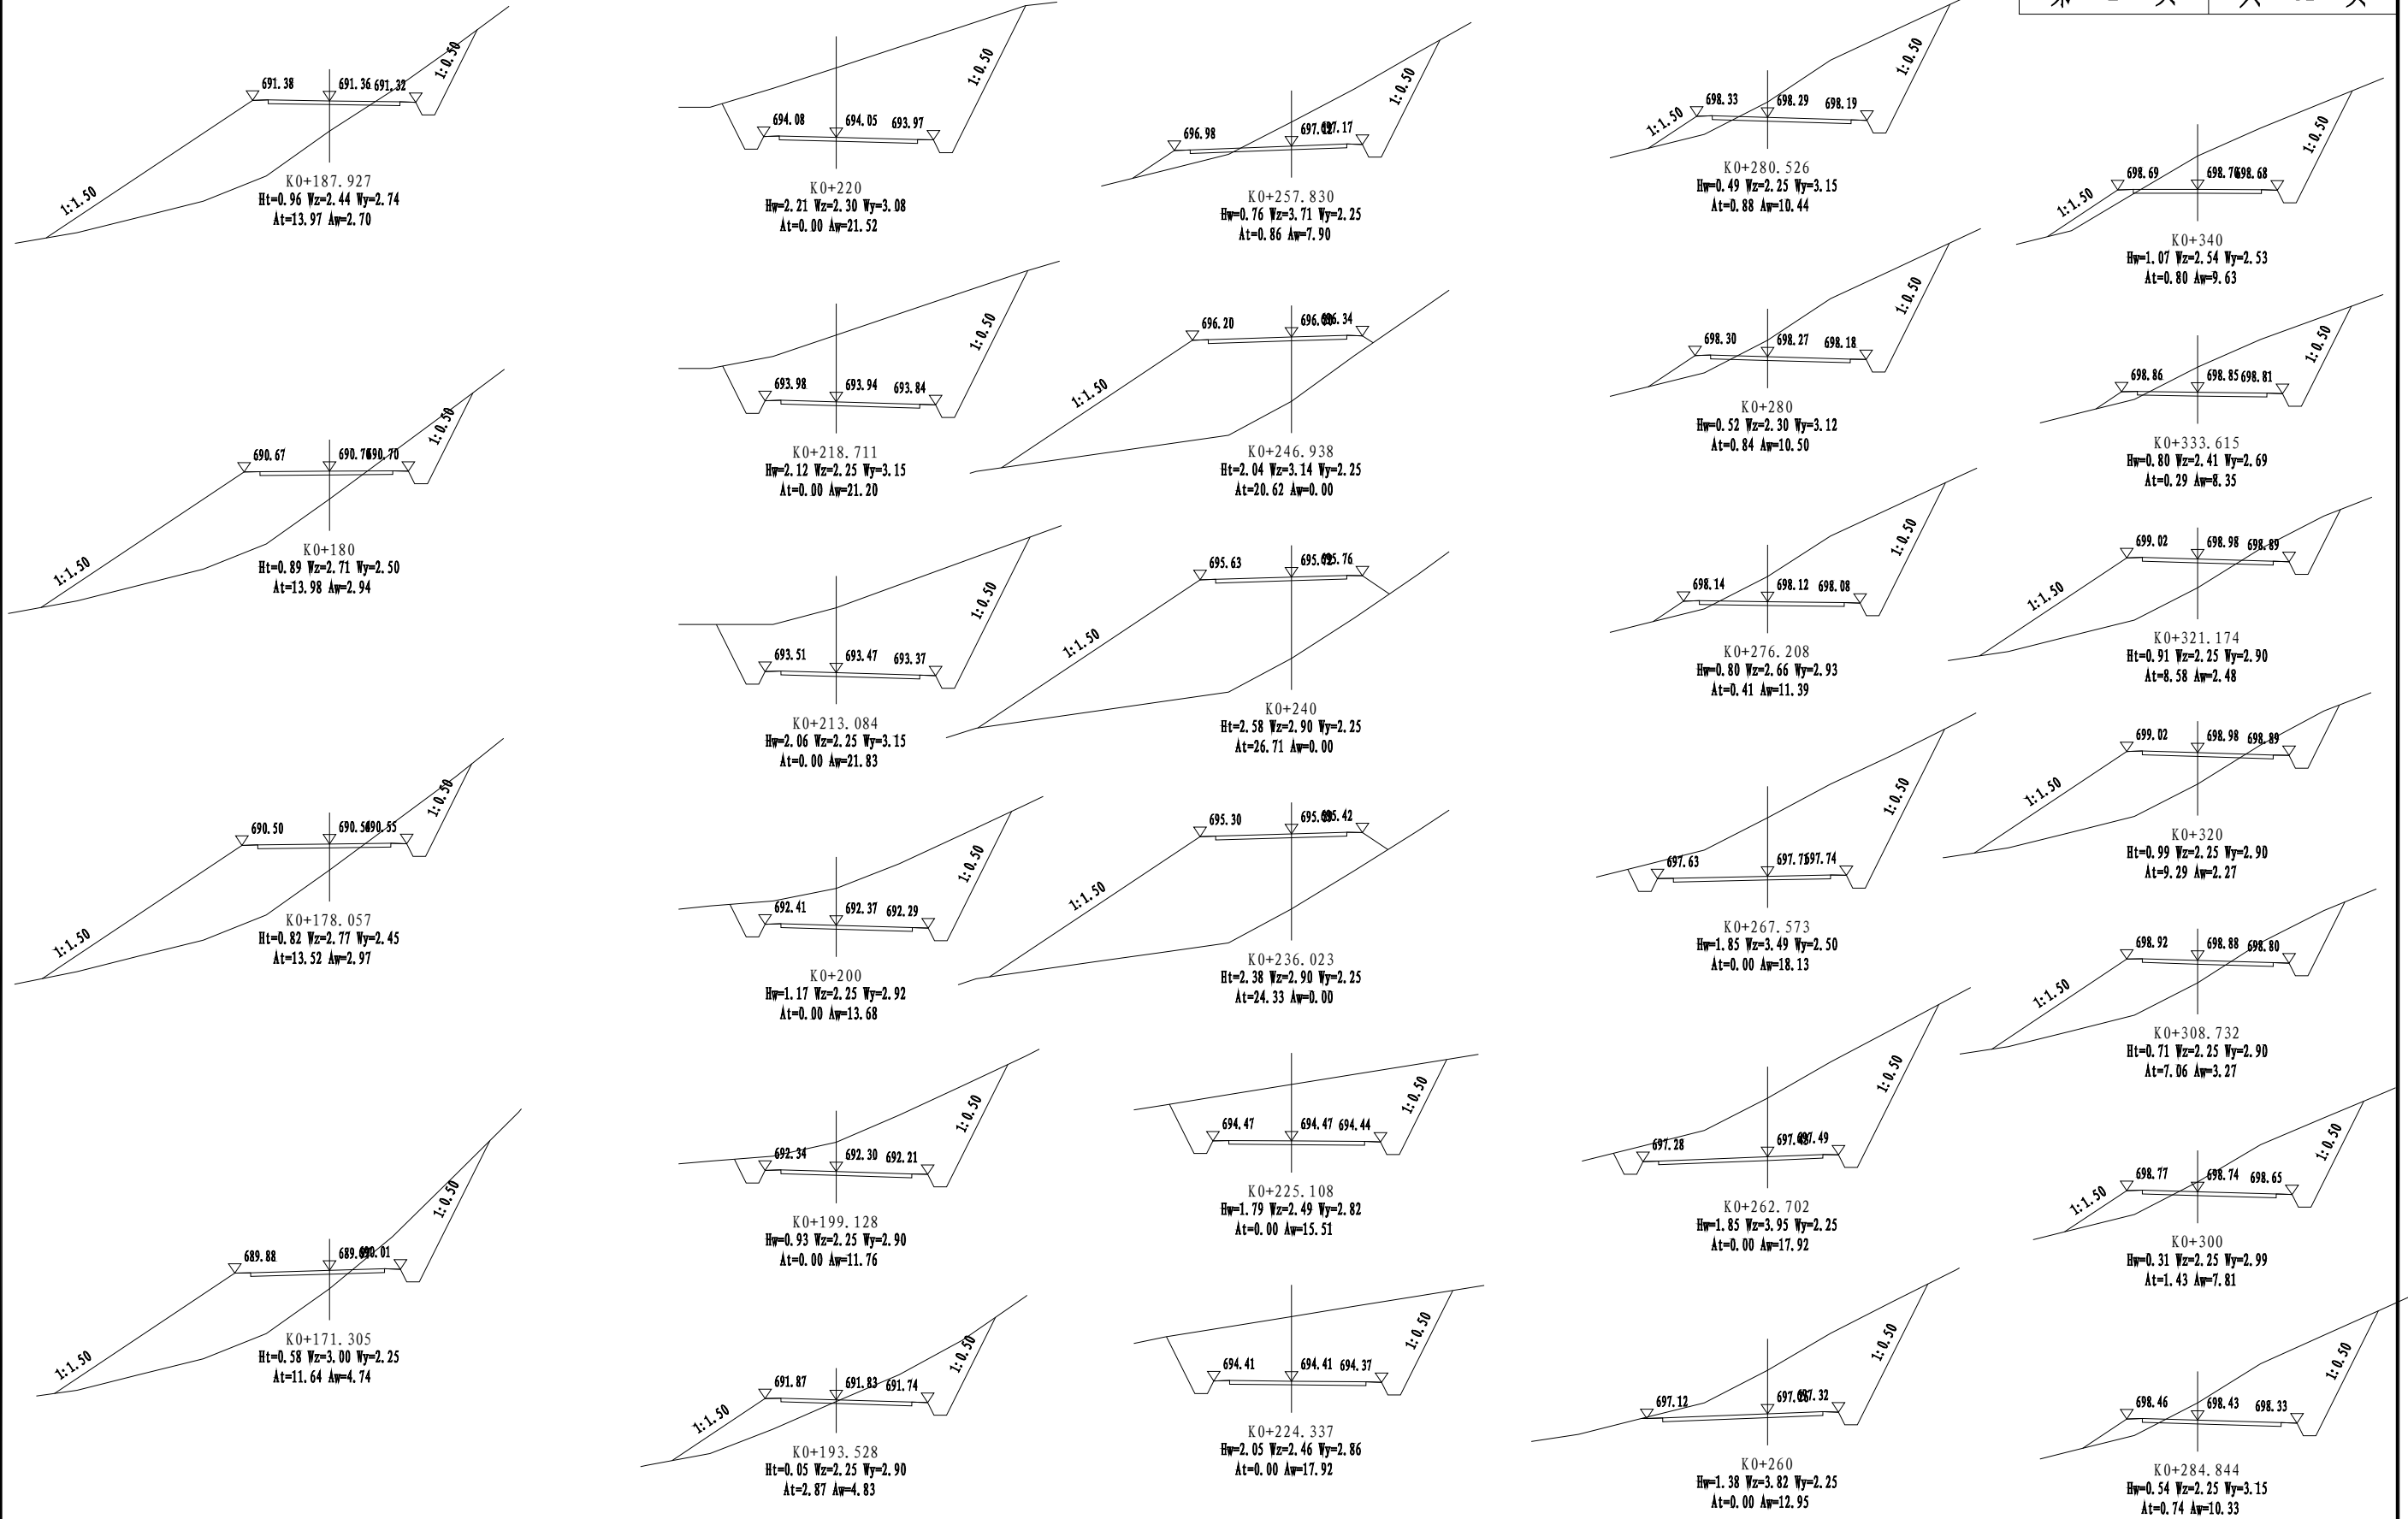 691.38 691.36 691.32
1:0.50
1:1.50
K0+187.927
Ht=0.96 Wz=2.44 Wy=2.74
At=13.97 Aw=2.70
690.67 690.70
1:0.50
1:1.50
K0+180
Ht=0.89 Wz=2.71 Wy=2.50
At=13.98 Aw=2.94
690.50 690.55
1:0.50
1:1.50
K0+178.057
Ht=0.82 Wz=2.77 Wy=2.45
At=13.52 Aw=2.97
689.88 690.01
1:0.50
1:1.50
K0+171.305
Ht=0.58 Wz=3.00 Wy=2.25
At=11.64 Aw=4.74
1:0.50
694.08 694.05 693.97
K0+220
Hw=2.21 Wz=2.30 Wy=3.08
At=0.00 Aw=21.52
1:0.50
693.98 693.94 693.84
K0+218.711
Hw=2.12 Wz=2.25 Wy=3.15
At=0.00 Aw=21.20
1:0.50
693.51 693.47 693.37
K0+213.084
Hw=2.06 Wz=2.25 Wy=3.15
At=0.00 Aw=21.83
1:0.50
692.41 692.37 692.29
K0+200
Hw=1.17 Wz=2.25 Wy=2.92
At=0.00 Aw=13.68
1:0.50
692.34 692.30 692.21
K0+199.128
Hw=0.93 Wz=2.25 Wy=2.90
At=0.00 Aw=11.76
1:0.50
691.87 691.83 691.74
1:1.50
K0+193.528
Ht=0.05 Wz=2.25 Wy=2.90
At=2.87 Aw=4.83
1:0.50
696.98 697.17
K0+257.830
Hw=0.76 Wz=3.71 Wy=2.25
At=0.86 Aw=7.90
696.20 696.34
1:1.50
K0+246.938
Ht=2.04 Wz=3.14 Wy=2.25
At=20.62 Aw=0.00
695.63 695.76
1:1.50
K0+240
Ht=2.58 Wz=2.90 Wy=2.25
At=26.71 Aw=0.00
695.30 695.42
1:1.50
K0+236.023
Ht=2.38 Wz=2.90 Wy=2.25
At=24.33 Aw=0.00
1:0.50
694.47 694.47 694.44
K0+225.108
Hw=1.79 Wz=2.49 Wy=2.82
At=0.00 Aw=15.51
1:0.50
694.41 694.41 694.37
K0+224.337
Hw=2.05 Wz=2.46 Wy=2.86
At=0.00 Aw=17.92
1:0.50
698.33 698.29 698.19
1:1.50
K0+280.526
Hw=0.49 Wz=2.25 Wy=3.15
At=0.88 Aw=10.44
1:0.50
698.30 698.27 698.18
K0+280
Hw=0.52 Wz=2.30 Wy=3.12
At=0.84 Aw=10.50
1:0.50
698.14 698.12 698.08
K0+276.208
Hw=0.80 Wz=2.66 Wy=2.93
At=0.41 Aw=11.39
1:0.50
697.63 697.74
K0+267.573
Hw=1.85 Wz=3.49 Wy=2.50
At=0.00 Aw=18.13
1:0.50
697.28 697.49
K0+262.702
Hw=1.85 Wz=3.95 Wy=2.25
At=0.00 Aw=17.92
1:0.50
697.12 697.32
K0+260
Hw=1.38 Wz=3.82 Wy=2.25
At=0.00 Aw=12.95
1:0.50
698.69 698.70 698.68
1:1.50
K0+340
Hw=1.07 Wz=2.54 Wy=2.53
At=0.80 Aw=9.63
1:0.50
698.86 698.85 698.81
K0+333.615
Hw=0.80 Wz=2.41 Wy=2.69
At=0.29 Aw=8.35
699.02 698.98 698.89
1:1.50
K0+321.174
Ht=0.91 Wz=2.25 Wy=2.90
At=8.58 Aw=2.48
699.02 698.98 698.89
1:1.50
K0+320
Ht=0.99 Wz=2.25 Wy=2.90
At=9.29 Aw=2.27
698.92 698.88 698.80
1:1.50
K0+308.732
Ht=0.71 Wz=2.25 Wy=2.90
At=7.06 Aw=3.27
1:0.50
698.77 698.74 698.65
1:1.50
K0+300
Hw=0.31 Wz=2.25 Wy=2.99
At=1.43 Aw=7.81
1:0.50
698.46 698.43 698.33
K0+284.844
Hw=0.54 Wz=2.25 Wy=3.15
At=0.74 Aw=10.33